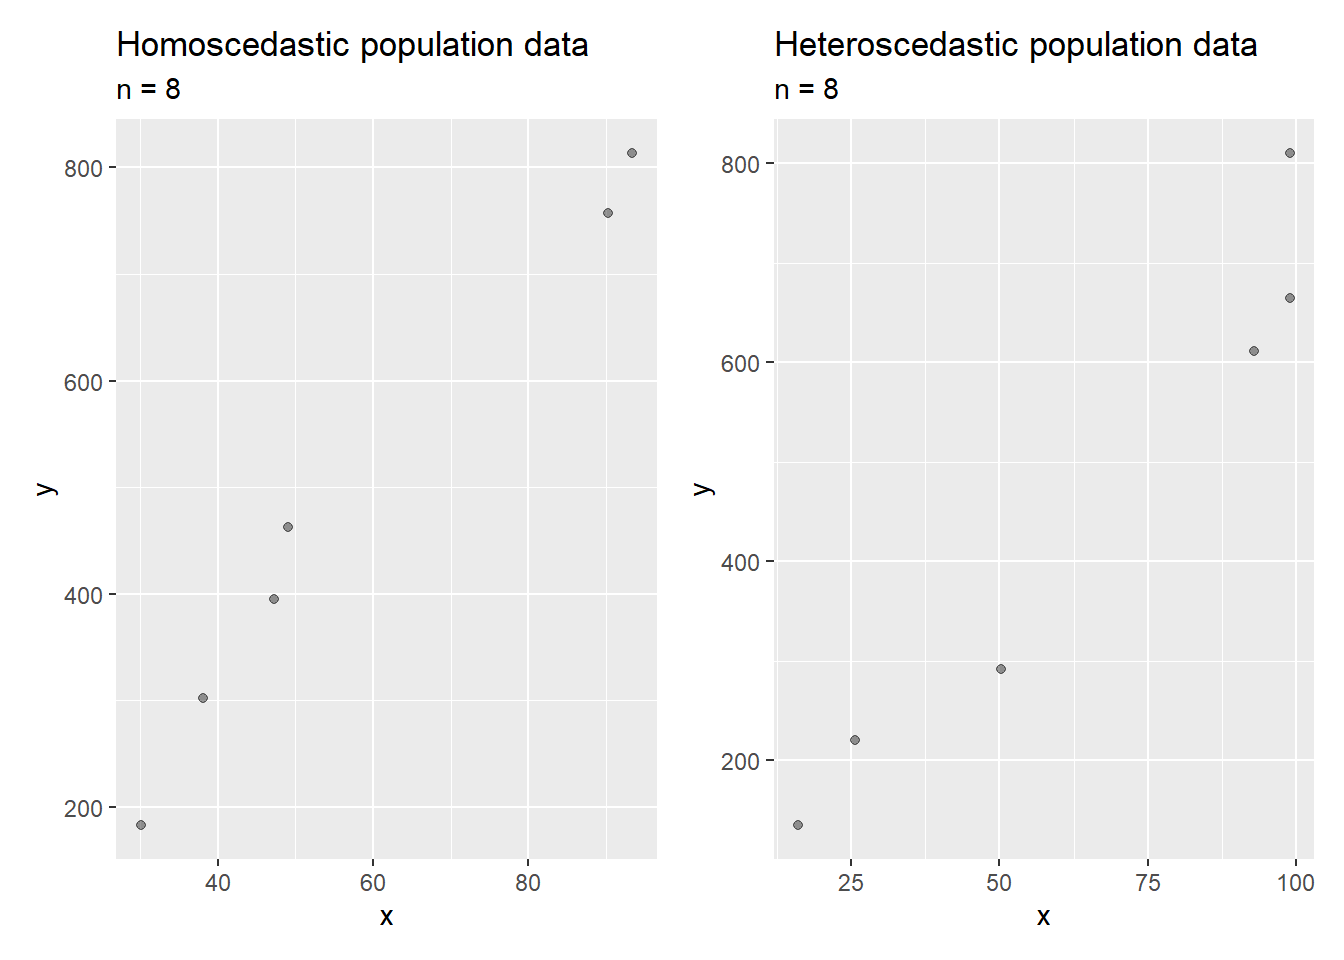 Homoscedastic population data
n = 8
800
600
400
200
y
40 60 80
x
Heteroscedastic population data
n = 8
800
600
400
200
y
25 50 75 100
x